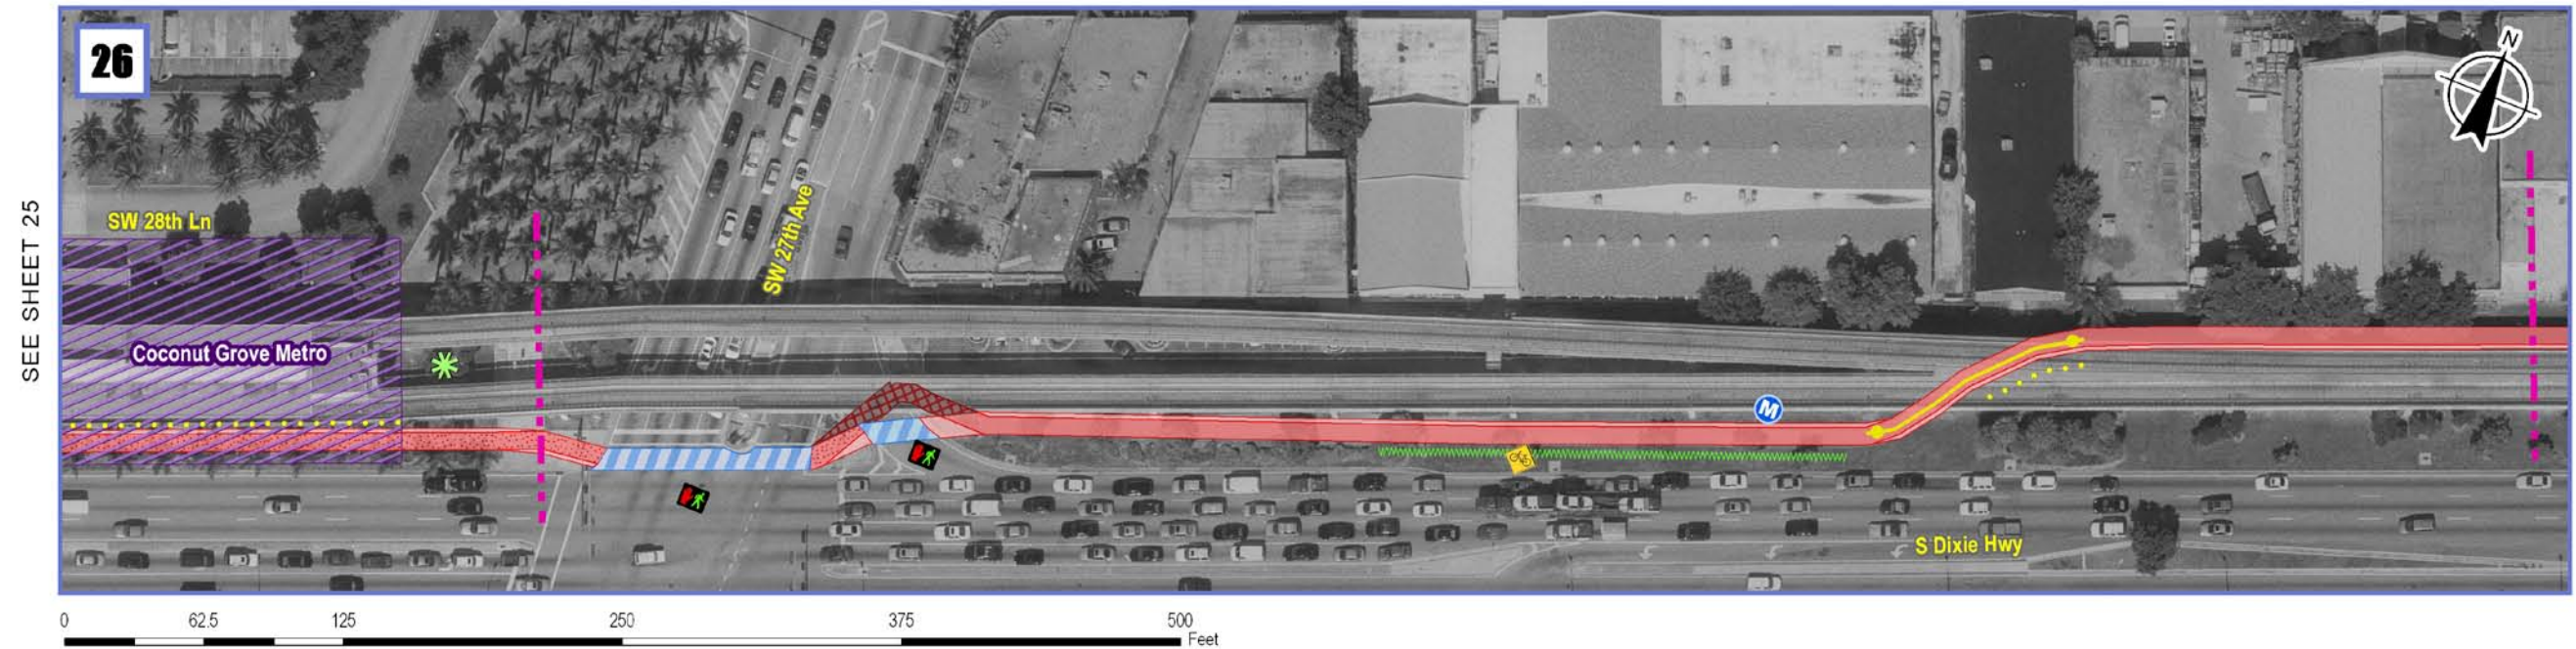 26
N
SEE SHEET 25
SW 28th Ln
SW 27th Ave
Coconut Grove Metro
M
S Dixie Hwy
0 62.5 125 250 375 500
Feet